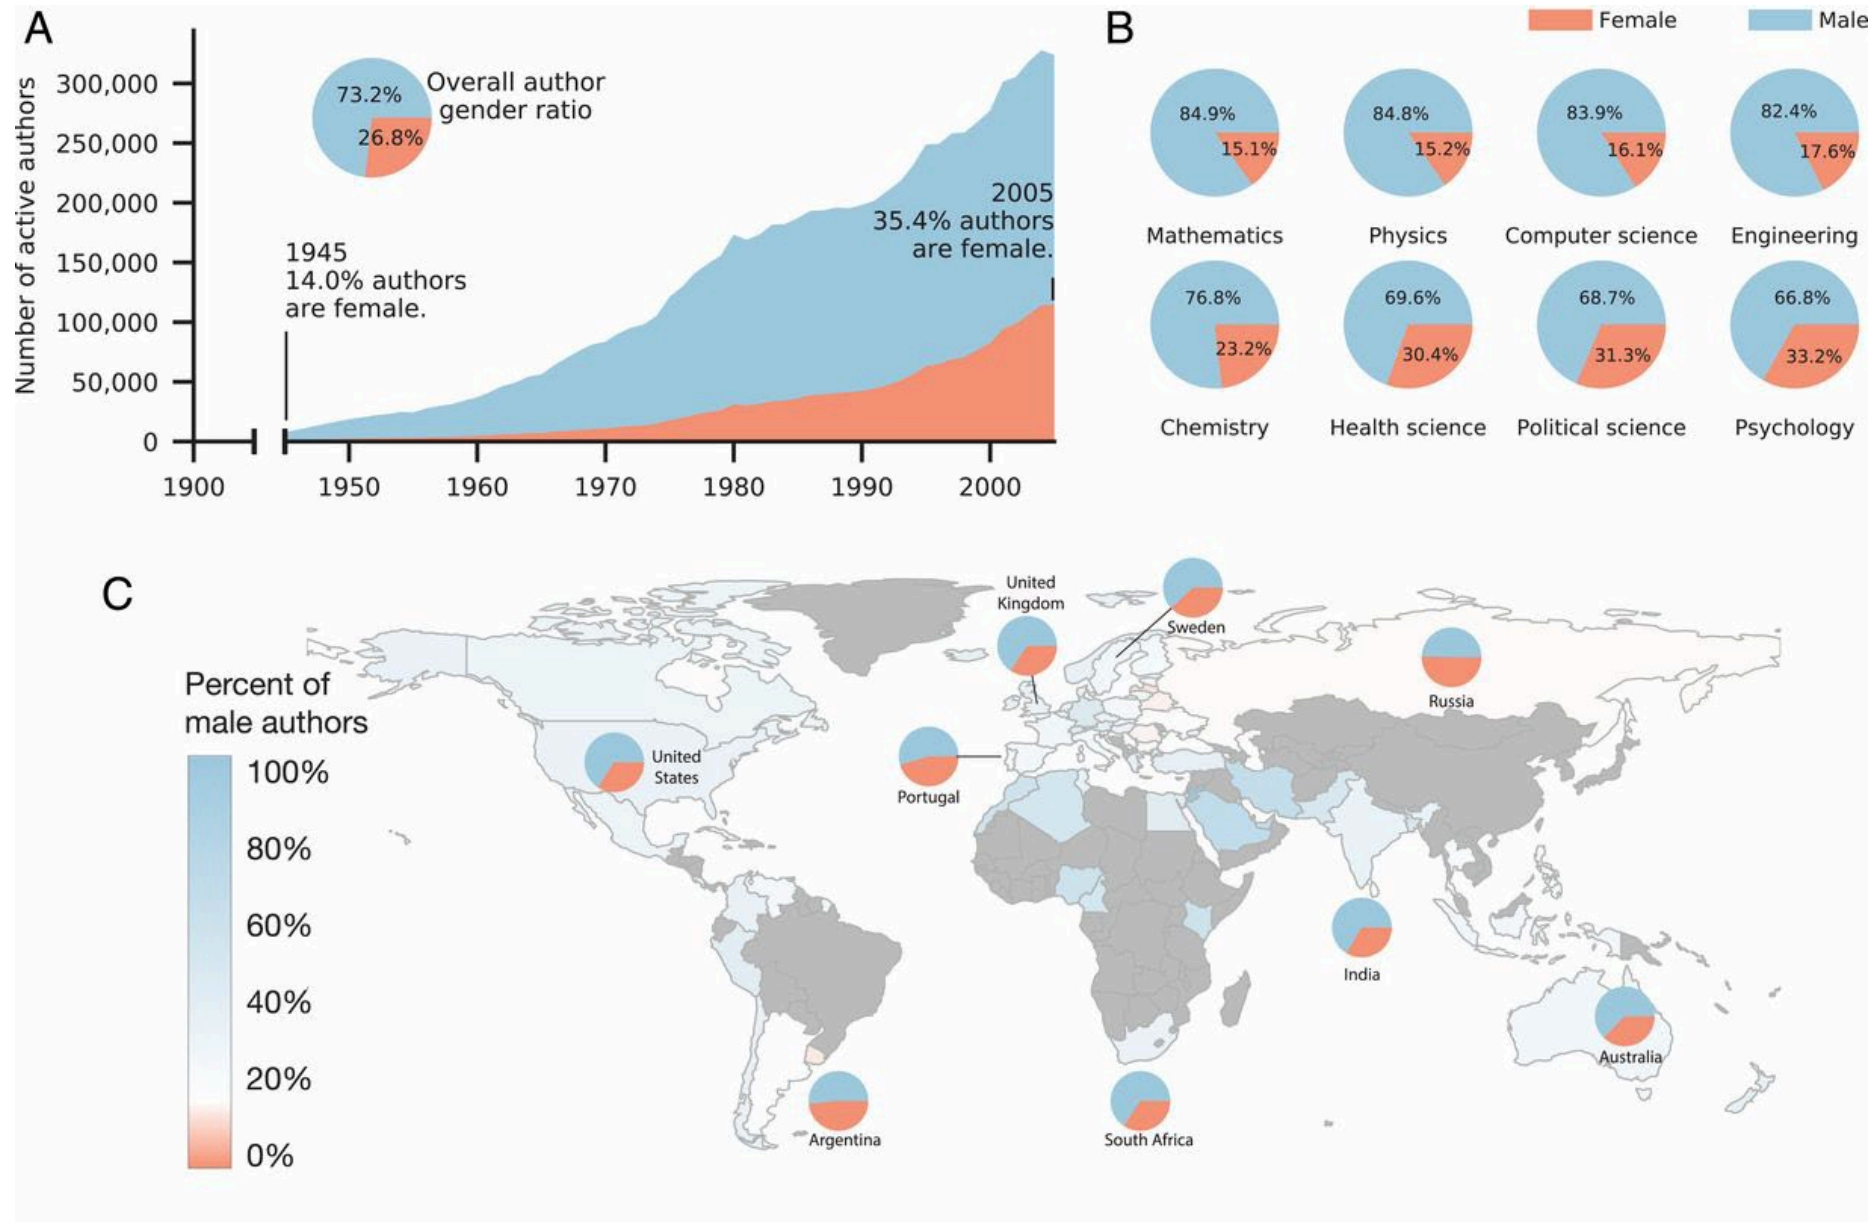 A
Number of active authors
300,000
250,000
200,000
150,000
100,000
50,000
0
1900
1950
1960
1970
1980
1990
2000
73.2%
26.8%
Overall author
gender ratio
1945
14.0% authors
are female.
2005
35.4% authors
are female.
B
Female
Male
84.9%
15.1%
Mathematics
84.8%
15.2%
Physics
83.9%
16.1%
Computer science
82.4%
17.6%
Engineering
76.8%
23.2%
Chemistry
69.6%
30.4%
Health science
68.7%
31.3%
Political science
66.8%
33.2%
Psychology
C
Percent of
male authors
100%
80%
60%
40%
20%
0%
United
States
United
Kingdom
Sweden
Russia
Portugal
India
Australia
Argentina
South Africa